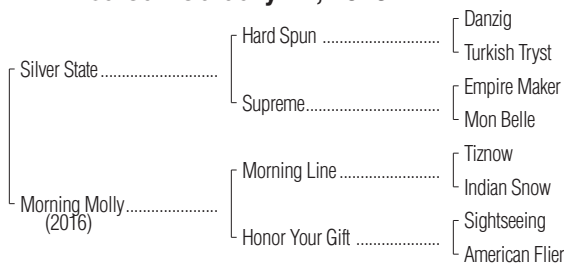 Hard Spun
Danzig
Turkish Tryst
Silver State
Supreme
Empire Maker
Mon Belle
Morning Line
Tiznow
Indian Snow
Morning Molly
(2016)
Honor Your Gift
Sightseeing
American Flier